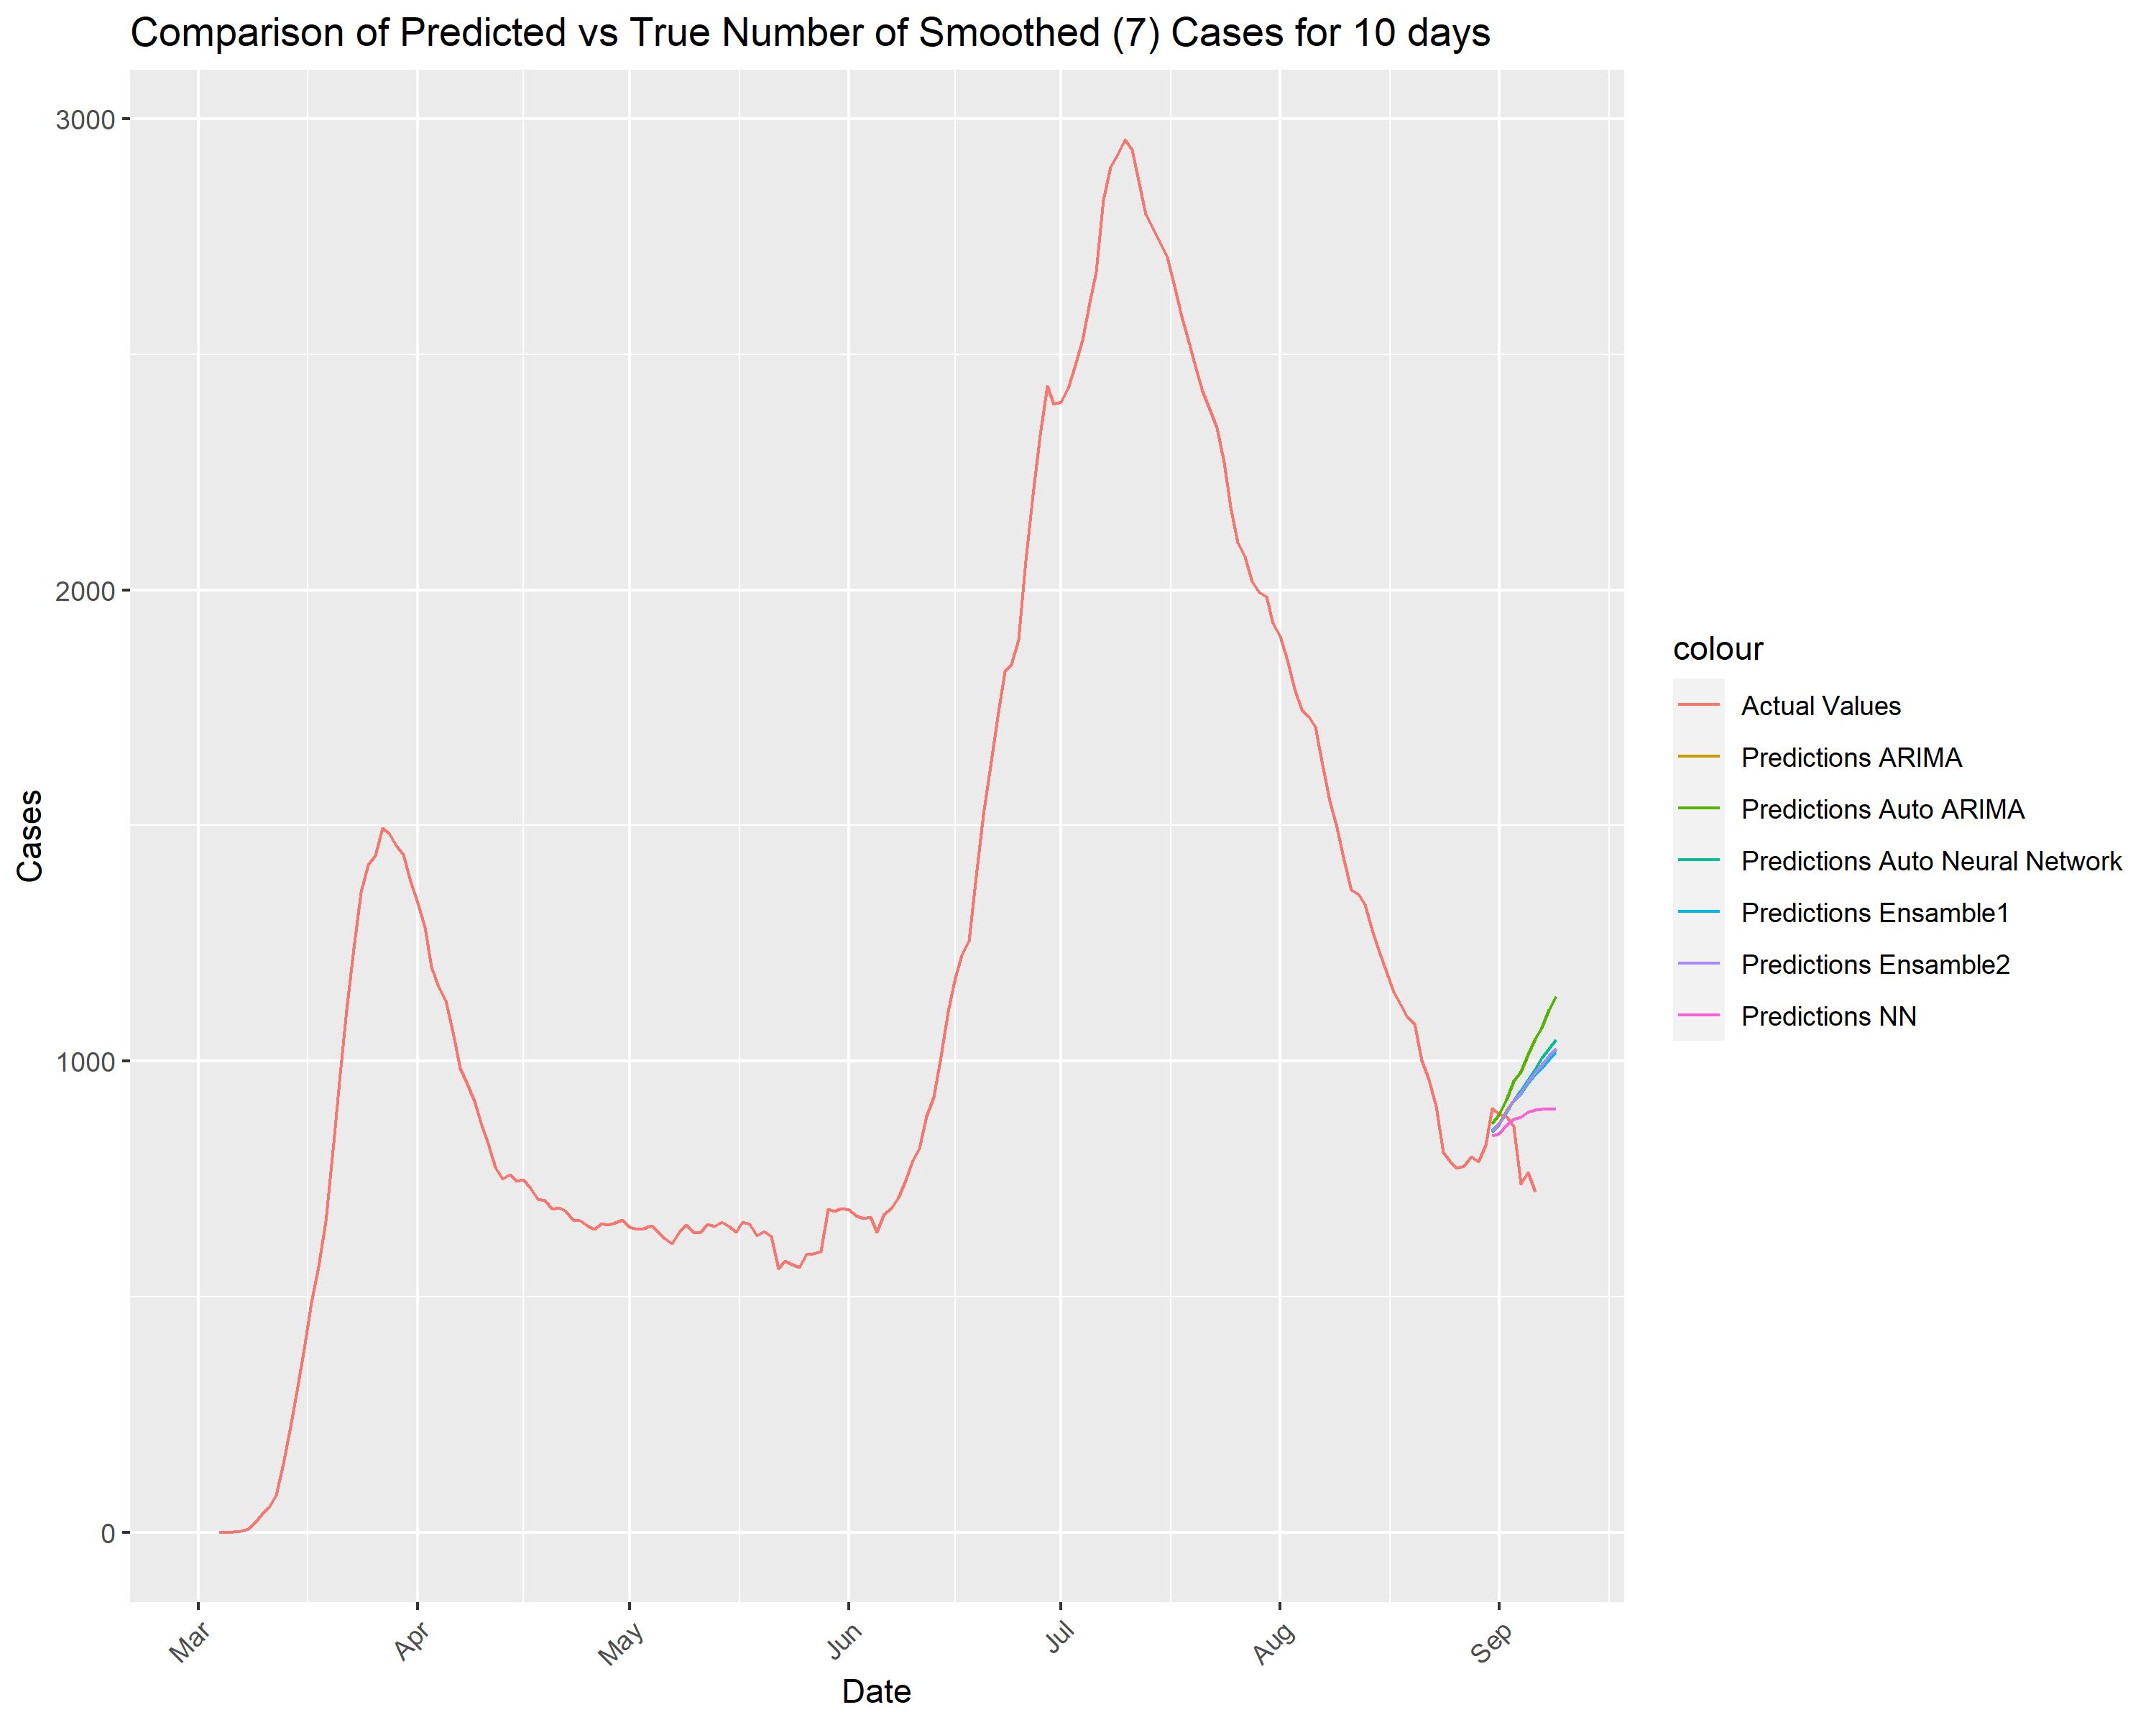 Comparison of Predicted vs True Number of Smoothed (7) Cases for 10 days
3000
2000
1000
0
Cases
Mar
Apr
May
Jun
Jul
Aug
Sep
Date
colour
Actual Values
Predictions ARIMA
Predictions Auto ARIMA
Predictions Auto Neural Network
Predictions Ensamble1
Predictions Ensamble2
Predictions NN